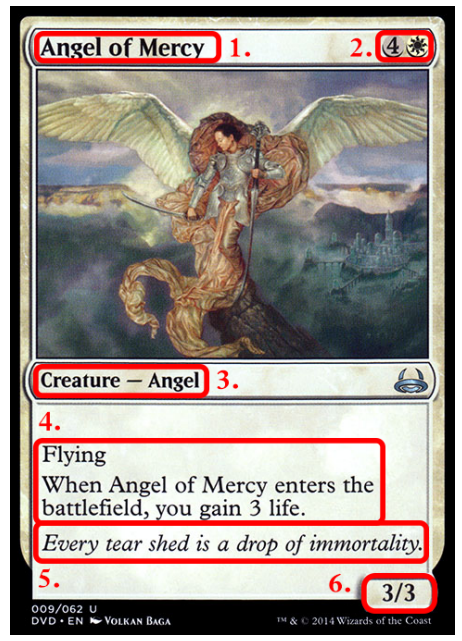 Angel of Mercy 1. 2. 4
Creature — Angel 3.
4.
Flying
When Angel of Mercy enters the
battlefield, you gain 3 life.
Every tear shed is a drop of immortality.
5. 6. 3/3
009/062 U
DVD • EN Volkan Baga ™ & © 2014 Wizards of the Coast